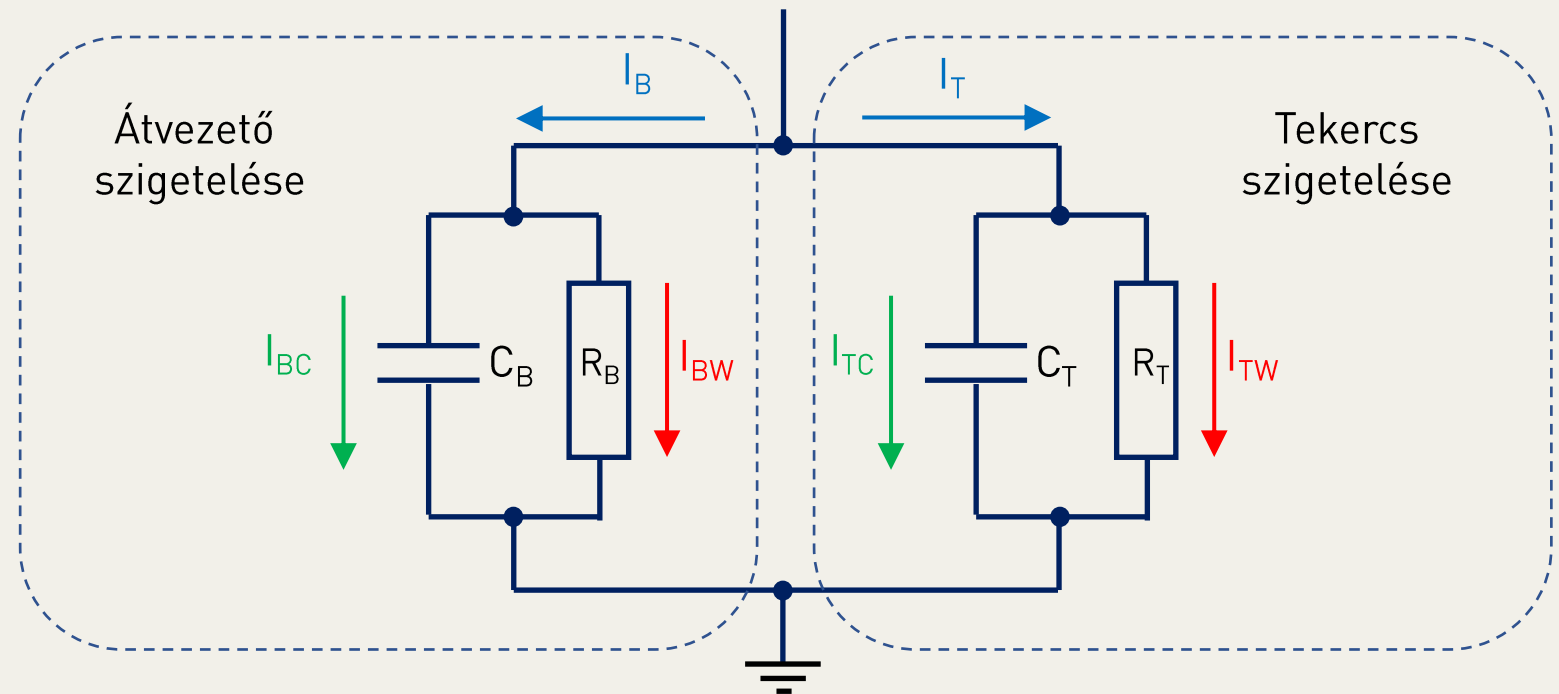 I_B
I_T
Átvezető
szigetelése
Tekercs
szigetelése
I_BC
C_B
R_B
I_BW
I_TC
C_T
R_T
I_TW